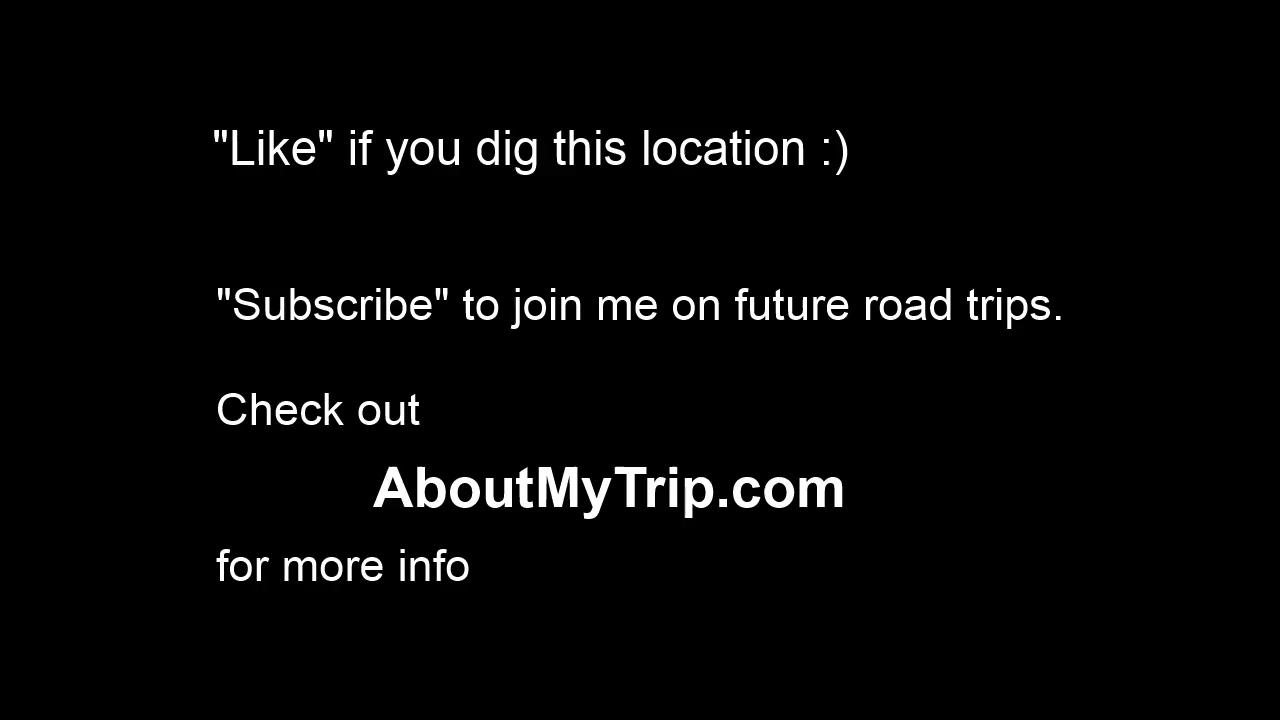 "Like" if you dig this location :)
"Subscribe" to join me on future road trips.
Check out
AboutMyTrip.com
for more info